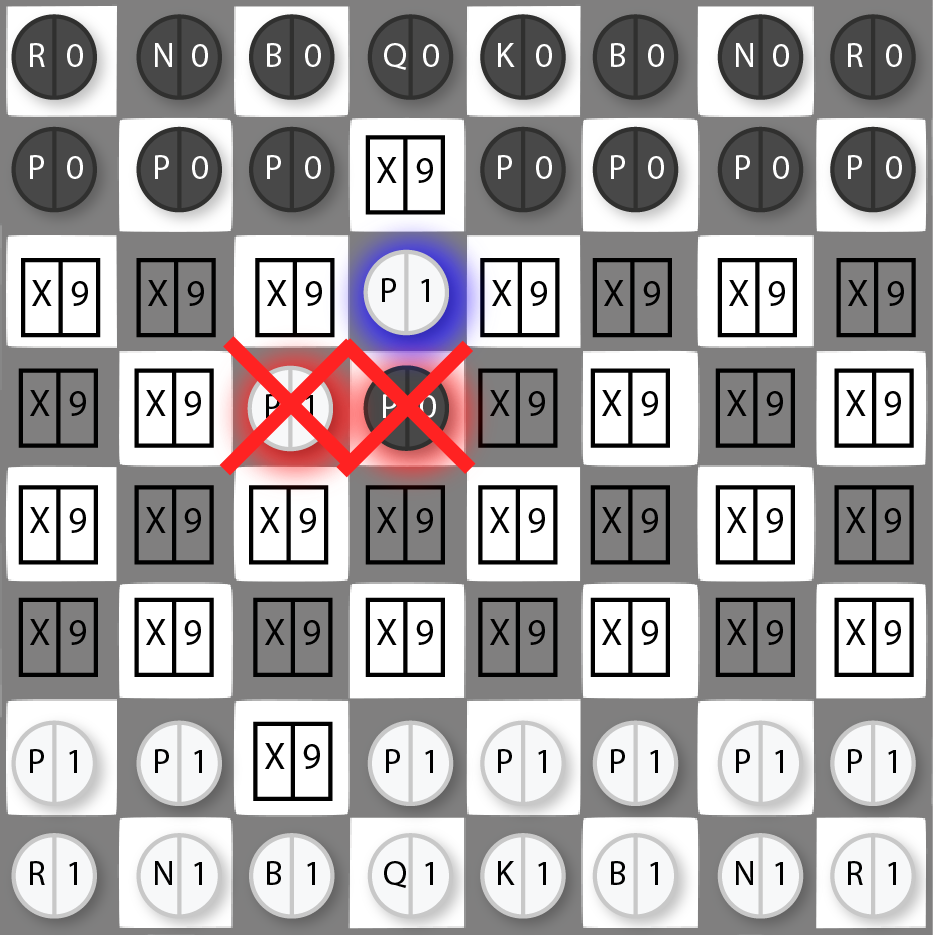 R 0 N 0 B 0 Q 0 K 0 B 0 N 0 R 0
P 0 P 0 P 0 X 9 P 0 P 0 P 0 P 0
X 9 X 9 X 9 P 1 X 9 X 9 X 9 X 9
X 9 X 9 P 1 P 0 X 9 X 9 X 9 X 9
X 9 X 9 X 9 X 9 X 9 X 9 X 9 X 9
X 9 X 9 X 9 X 9 X 9 X 9 X 9 X 9
P 1 P 1 X 9 P 1 P 1 P 1 P 1 P 1
R 1 N 1 B 1 Q 1 K 1 B 1 N 1 R 1